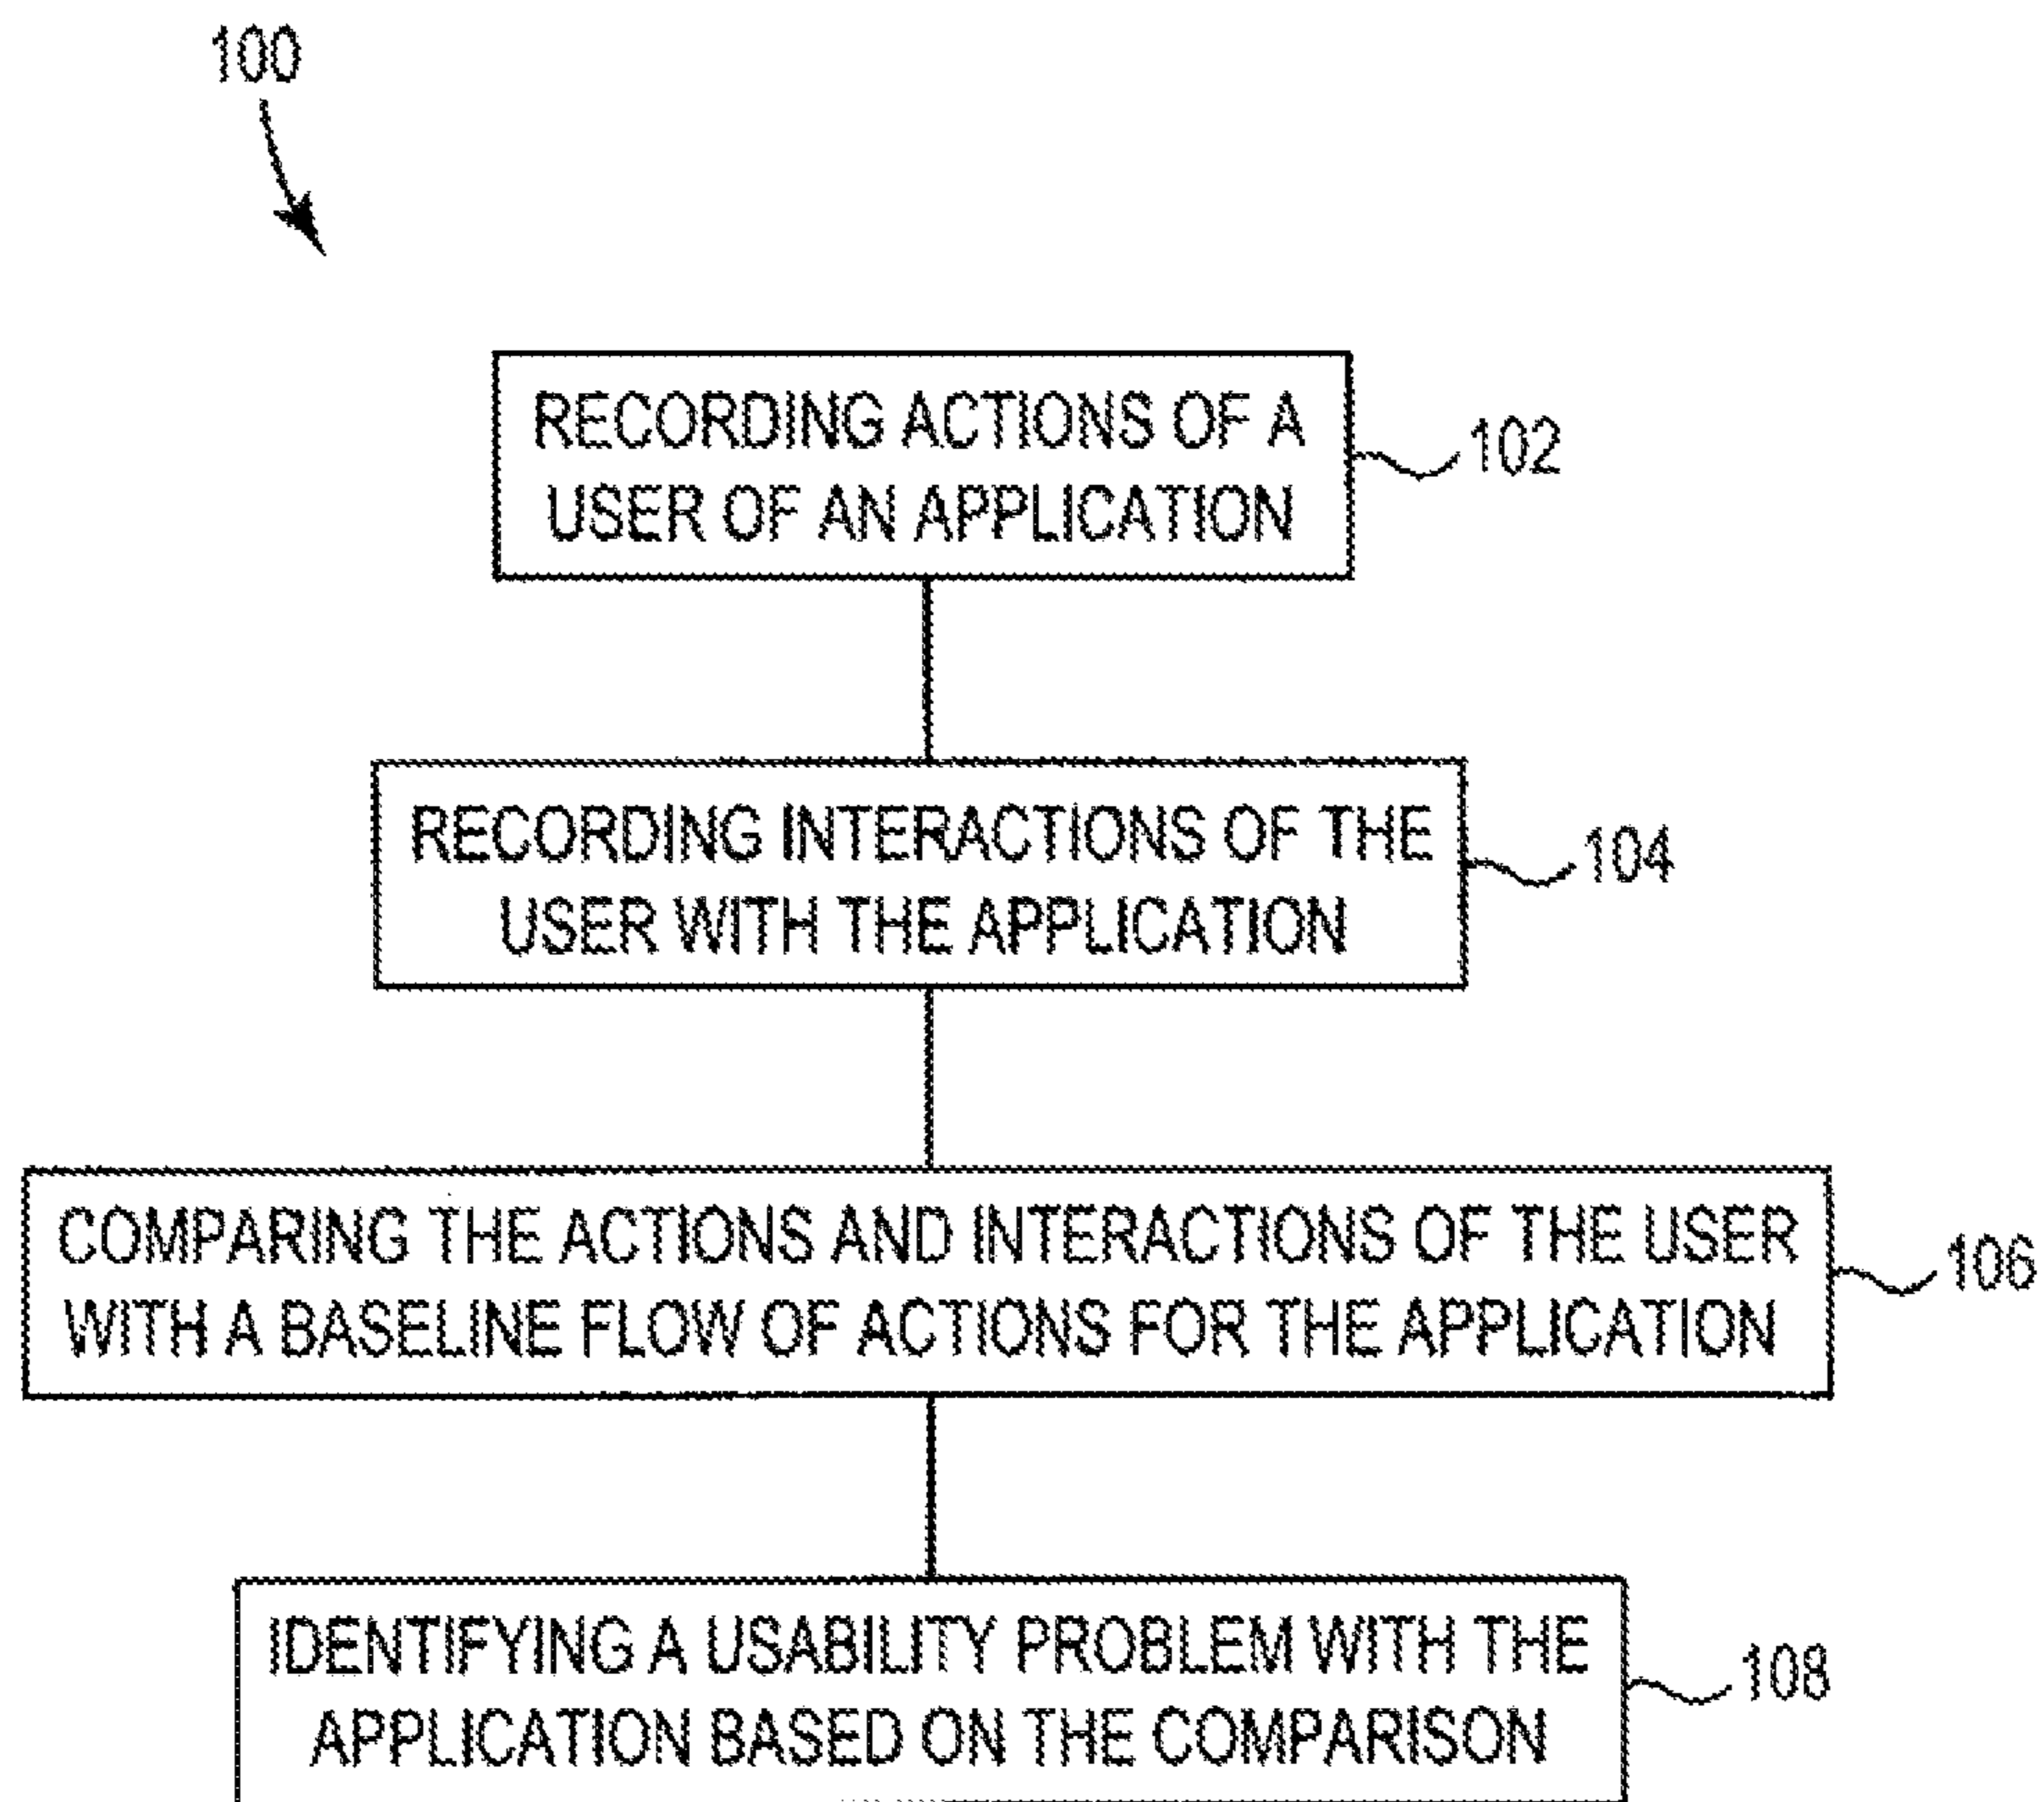 100
RECORDING ACTIONS OF A
USER OF AN APPLICATION
102
RECORDING INTERACTIONS OF THE
USER WITH THE APPLICATION
104
COMPARING THE ACTIONS AND INTERACTIONS OF THE USER
WITH A BASELINE FLOW OF ACTIONS FOR THE APPLICATION
106
IDENTIFYING A USABILITY PROBLEM WITH THE
APPLICATION BASED ON THE COMPARISON
108